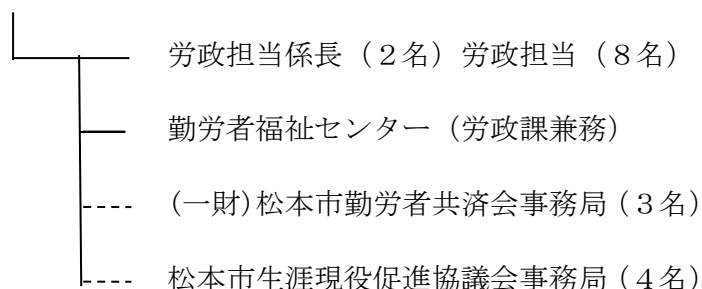 労政担当係長（２名）労政担当（８名）
勤労者福祉センター（労政課兼務）
(一財)松本市勤労者共済会事務局（３名）
松本市生涯現役促進協議会事務局（４名）